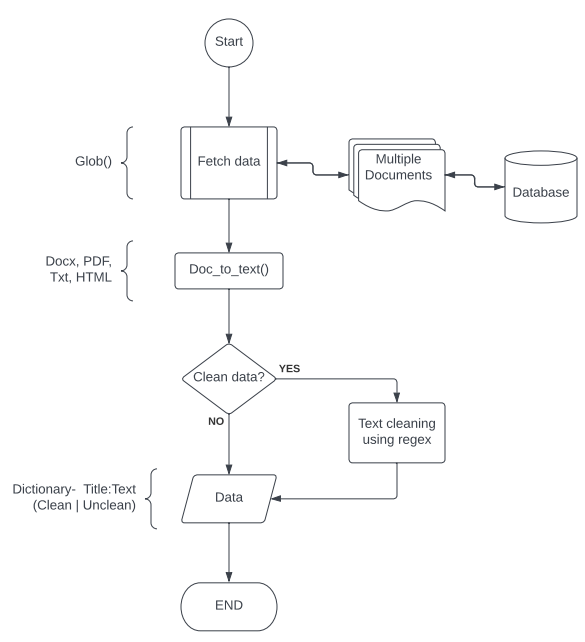 Start
Glob()
Fetch data
Multiple
Documents
Database
Docx, PDF,
Txt, HTML
Doc_to_text()
Clean data?
YES
NO
Text cleaning
using regex
Dictionary-  Title:Text
(Clean | Unclean)
Data
END